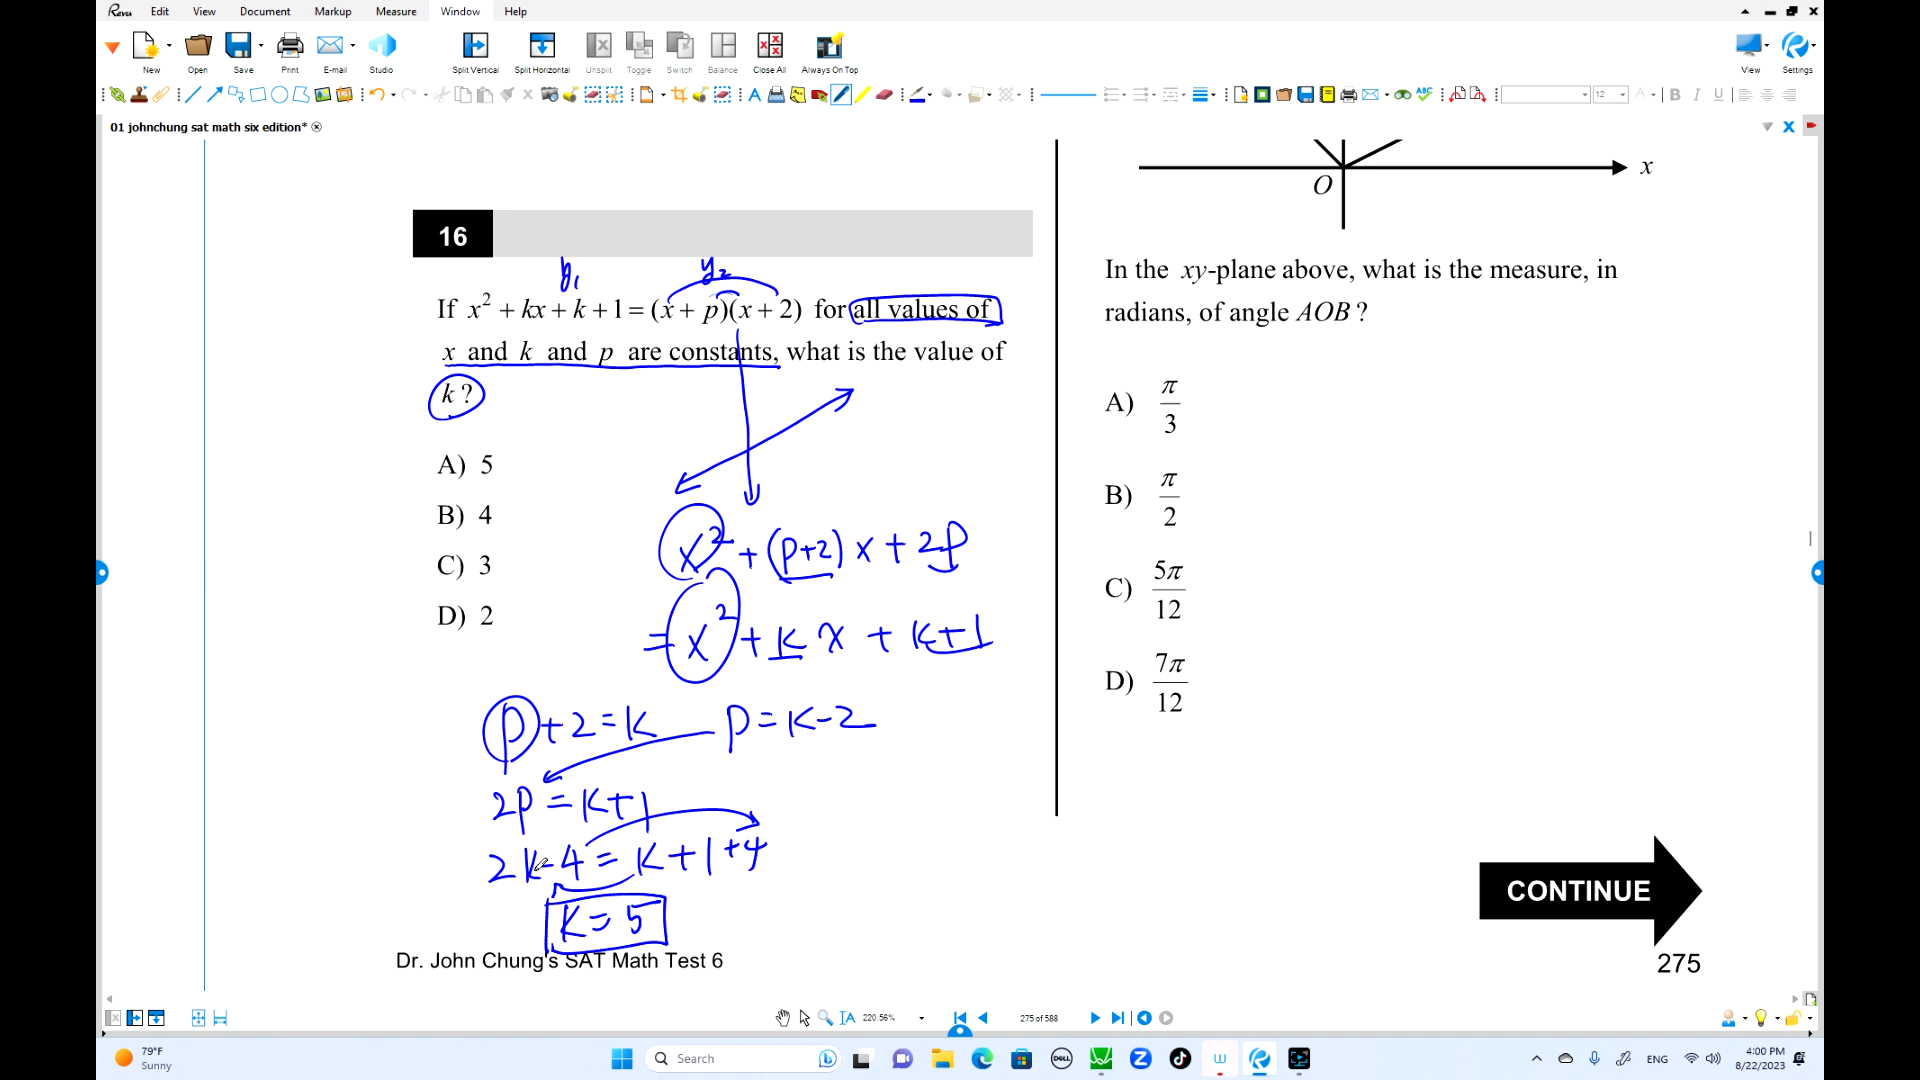 Revu Edit View Document Markup Measure Window Help
New Open Save Print E-mail Studio Split Vertical Split Horizontal Unsplit Toggle Switch Balance Close All Always On Top View Settings
12
01 johnchung sat math six edition*
16
y₁ y₂
If x² + kx + k + 1 = (x + p)(x + 2) for all values of
x and k and p are constants, what is the value of
k ?
A) 5
B) 4
C) 3
D) 2
x² + (p+2) x + 2p
= x² + k x + k+1
p + 2 = k p = k - 2
2p = k + 1
2k - 4 = k + 1 + 4
k = 5
Dr. John Chung's SAT Math Test 6
x
O
In the xy-plane above, what is the measure, in
radians, of angle AOB ?
A) π/3
B) π/2
C) 5π/12
D) 7π/12
CONTINUE
275
220.56% 275 of 588
79°F
Sunny
Search
DELL
ENG
4:00 PM
8/22/2023